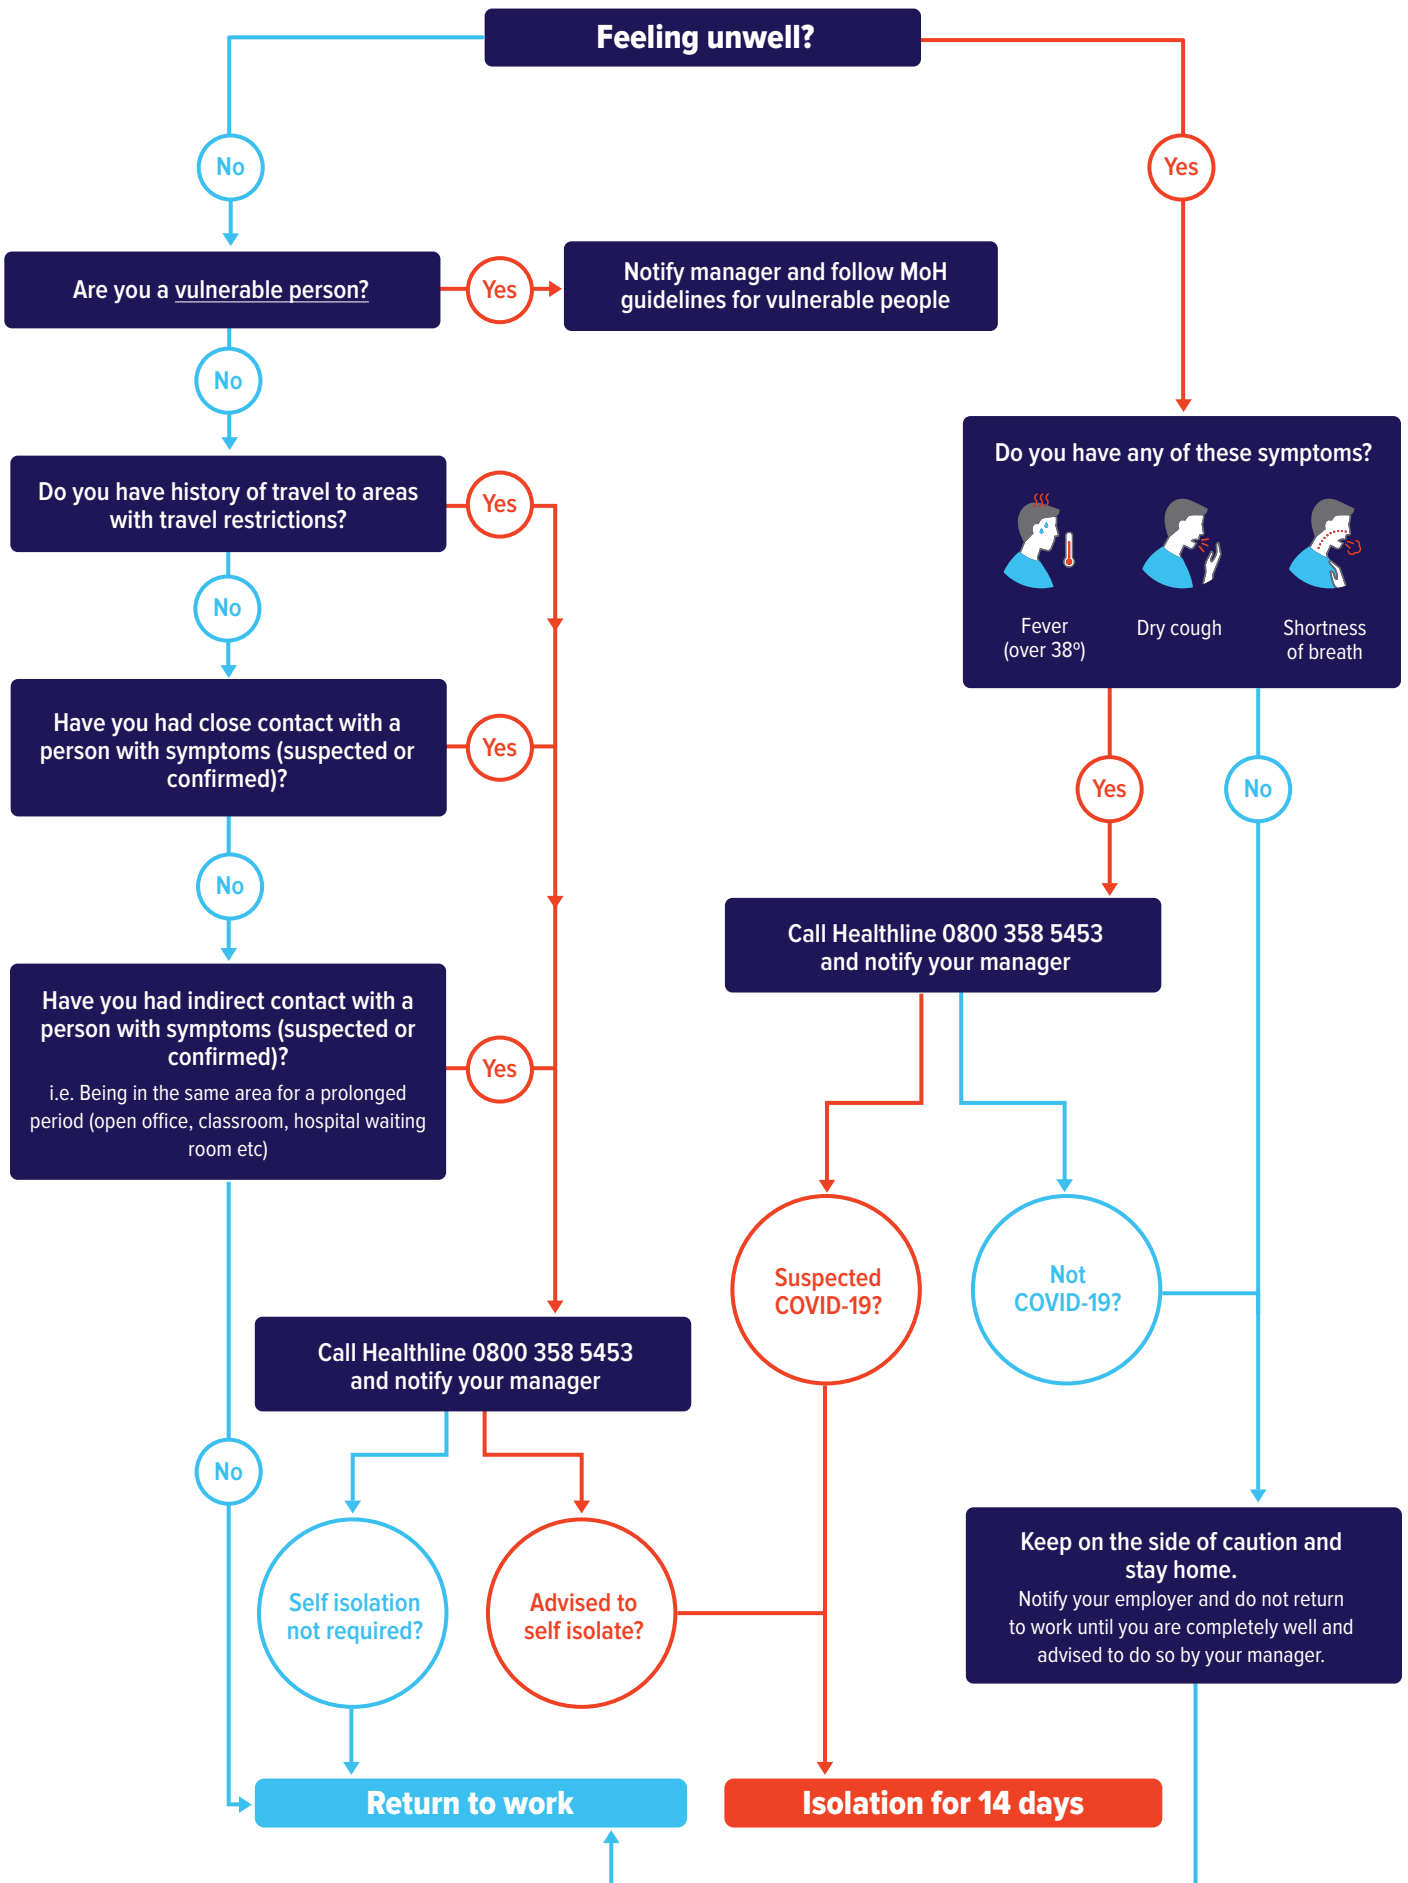 Feeling unwell?
No
Yes
Are you a vulnerable person?
Yes
Notify manager and follow MoH
guidelines for vulnerable people
No
Do you have history of travel to areas
with travel restrictions?
Yes
Do you have any of these symptoms?
Fever
(over 38º)
Dry cough
Shortness
of breath
No
Have you had close contact with a
person with symptoms (suspected or
confirmed)?
Yes
Yes
No
No
Call Healthline 0800 358 5453
and notify your manager
Have you had indirect contact with a
person with symptoms (suspected or
confirmed)?
i.e. Being in the same area for a prolonged
period (open office, classroom, hospital waiting
room etc)
Yes
Suspected
COVID-19?
Not
COVID-19?
Call Healthline 0800 358 5453
and notify your manager
No
Self isolation
not required?
Advised to
self isolate?
Keep on the side of caution and
stay home.
Notify your employer and do not return
to work until you are completely well and
advised to do so by your manager.
Return to work
Isolation for 14 days